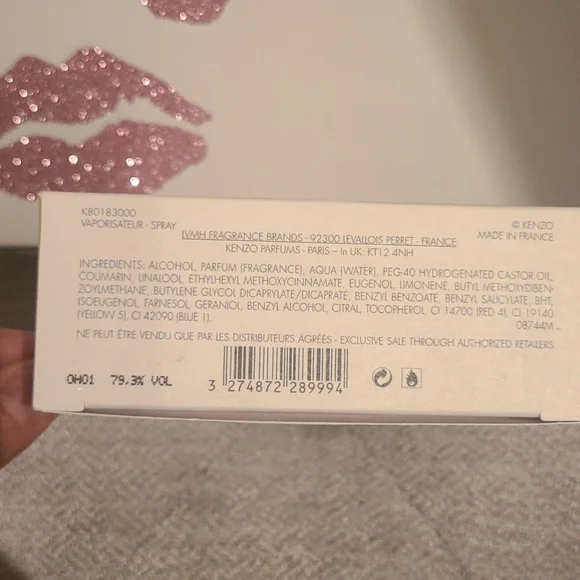 KB0183000
VAPORISATEUR - SPRAY
© KENZO
MADE IN FRANCE
LVMH FRAGRANCE BRANDS - 92300 LEVALLOIS PERRET - FRANCE
KENZO PARFUMS - PARIS – In UK: KT12 4NH
INGREDIENTS: ALCOHOL, PARFUM (FRAGRANCE), AQUA (WATER), PEG-40 HYDROGENATED CASTOR OIL,
COUMARIN, LINALOOL, ETHYLHEXYL METHOXYCINNAMATE, EUGENOL, LIMONENE, BUTYL METHOXYDIBEN-
ZOYLMETHANE, BUTYLENE GLYCOL DICAPRYLATE/DICAPRATE, BENZYL BENZOATE, BENZYL SALICYLATE, BHT,
ISOEUGENOL, FARNESOL, GERANIOL, BENZYL ALCOHOL, CITRAL, TOCOPHEROL, CI 14700 (RED 4), CI 19140
(YELLOW 5), CI 42090 (BLUE 1).
08744M
NE PEUT ÊTRE VENDU QUE PAR LES DISTRIBUTEURS AGRÉÉS - EXCLUSIVE SALE THROUGH AUTHORIZED RETAILERS
0H01 79,3% VOL
3 274872 289994